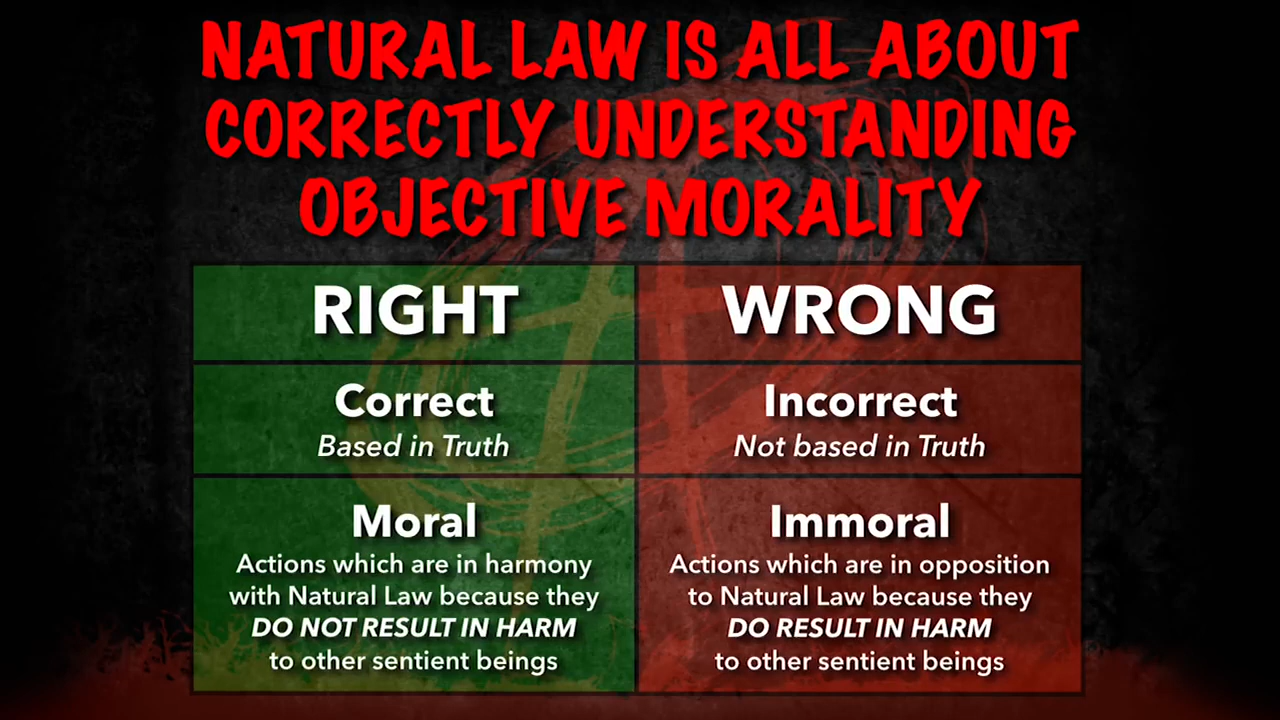 NATURAL LAW IS ALL ABOUT
CORRECTLY UNDERSTANDING
OBJECTIVE MORALITY
RIGHT
WRONG
Correct
Based in Truth
Incorrect
Not based in Truth
Moral
Actions which are in harmony
with Natural Law because they
DO NOT RESULT IN HARM
to other sentient beings
Immoral
Actions which are in opposition
to Natural Law because they
DO RESULT IN HARM
to other sentient beings